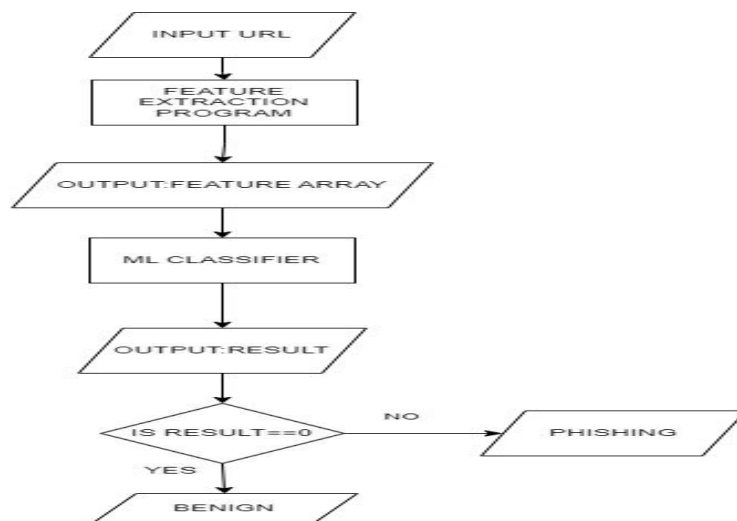 INPUT URL
FEATURE
EXTRACTION
PROGRAM
OUTPUT:FEATURE ARRAY
ML CLASSIFIER
OUTPUT:RESULT
IS RESULT==0
NO
PHISHING
YES
BENIGN